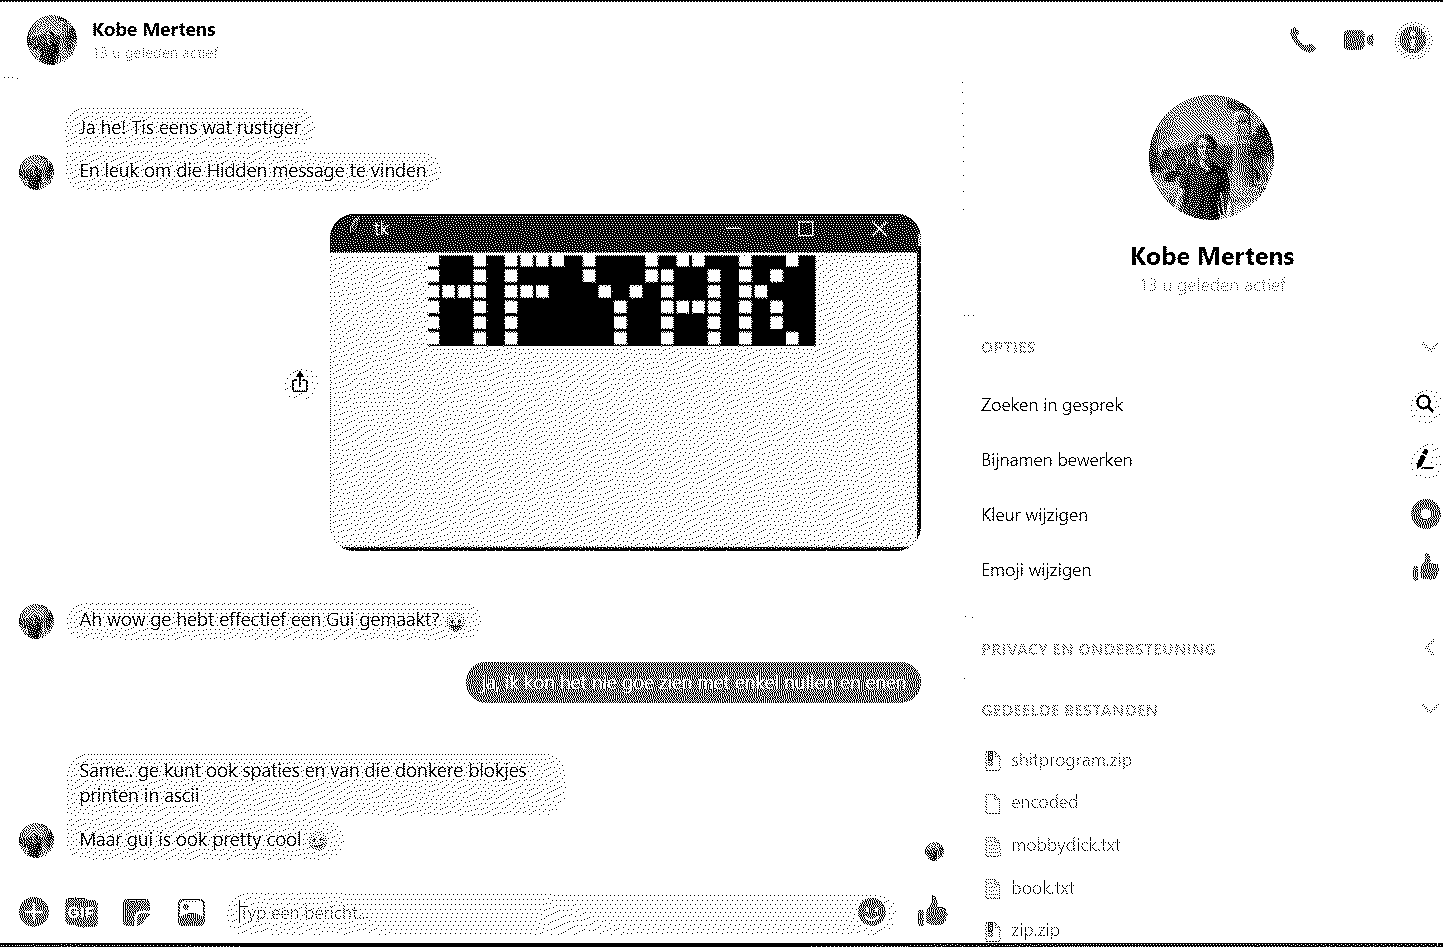 Kobe Mertens
13 u geleden actief
Ja he! Tis eens wat rustiger
En leuk om die Hidden message te vinden
tk
HFYAK
Ah wow ge hebt effectief een Gui gemaakt?
ja, ik kon het nie goe zien met enkel nullen en enen
Same.. ge kunt ook spaties en van die donkere blokjes
printen in ascii
Maar gui is ook pretty cool
GIF
Typ een bericht...
Kobe Mertens
13 u geleden actief
OPTIES
Zoeken in gesprek
Bijnamen bewerken
Kleur wijzigen
Emoji wijzigen
PRIVACY EN ONDERSTEUNING
GEDEELDE BESTANDEN
shitprogram.zip
encoded
mobbydick.txt
book.txt
zip.zip